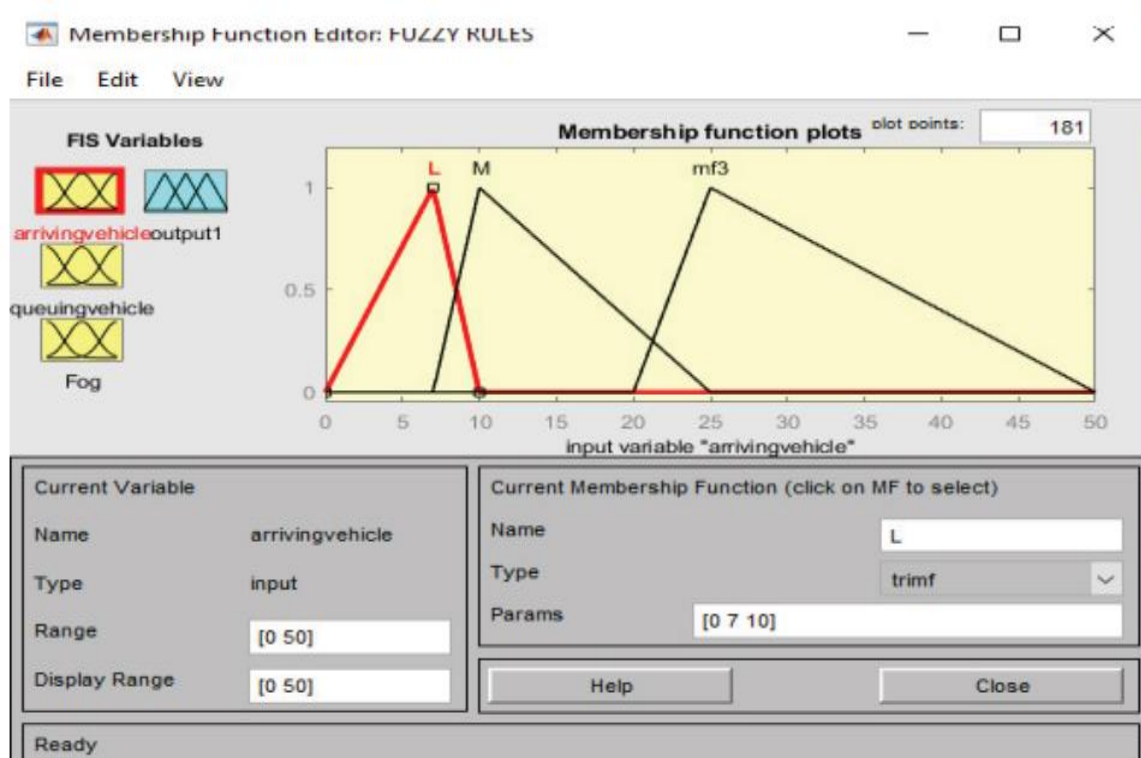 Membership Function Editor: FUZZY RULES
File Edit View
FIS Variables
Membership function plots
plot points:
181
arrivingvehicle
output1
queuingvehicle
Fog
L
M
mf3
1
0.5
0
0 5 10 15 20 25 30 35 40 45 50
input variable "arrivingvehicle"
Current Variable
Name arrivingvehicle
Type input
Range [0 50]
Display Range [0 50]
Current Membership Function (click on MF to select)
Name L
Type trimf
Params [0 7 10]
Help Close
Ready